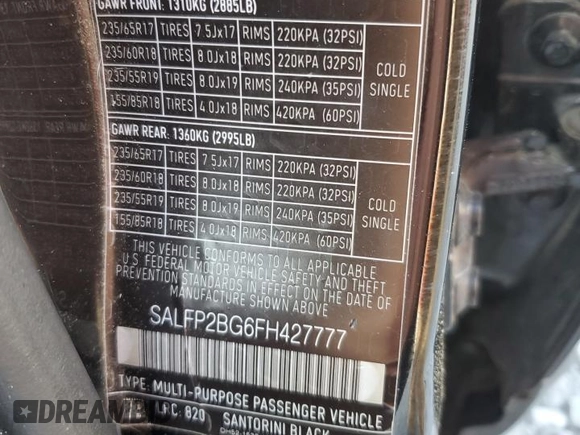 GAWR FRONT: 1310KG (2885LB)
235/65R17 TIRES 7.5Jx17 RIMS 220KPA (32PSI)
235/60R18 TIRES 8.0Jx18 RIMS 220KPA (32PSI) COLD
235/55R19 TIRES 8.0Jx19 RIMS 240KPA (35PSI) SINGLE
155/85R18 TIRES 4.0Jx18 RIMS 420KPA (60PSI)
GAWR REAR: 1360KG (2995LB)
235/65R17 TIRES 7.5Jx17 RIMS 220KPA (32PSI)
235/60R18 TIRES 8.0Jx18 RIMS 220KPA (32PSI) COLD
235/55R19 TIRES 8.0Jx19 RIMS 240KPA (35PSI) SINGLE
155/85R18 TIRES 4.0Jx18 RIMS 420KPA (60PSI)
THIS VEHICLE CONFORMS TO ALL APPLICABLE
U.S FEDERAL MOTOR VEHICLE SAFETY AND THEFT
PREVENTION STANDARDS IN EFFECT ON THE
DATE OF MANUFACTURE SHOWN ABOVE
SALFP2BG6FH427777
TYPE: MULTI-PURPOSE PASSENGER VEHICLE
LRC: 820 SANTORINI BLACK
DREAM